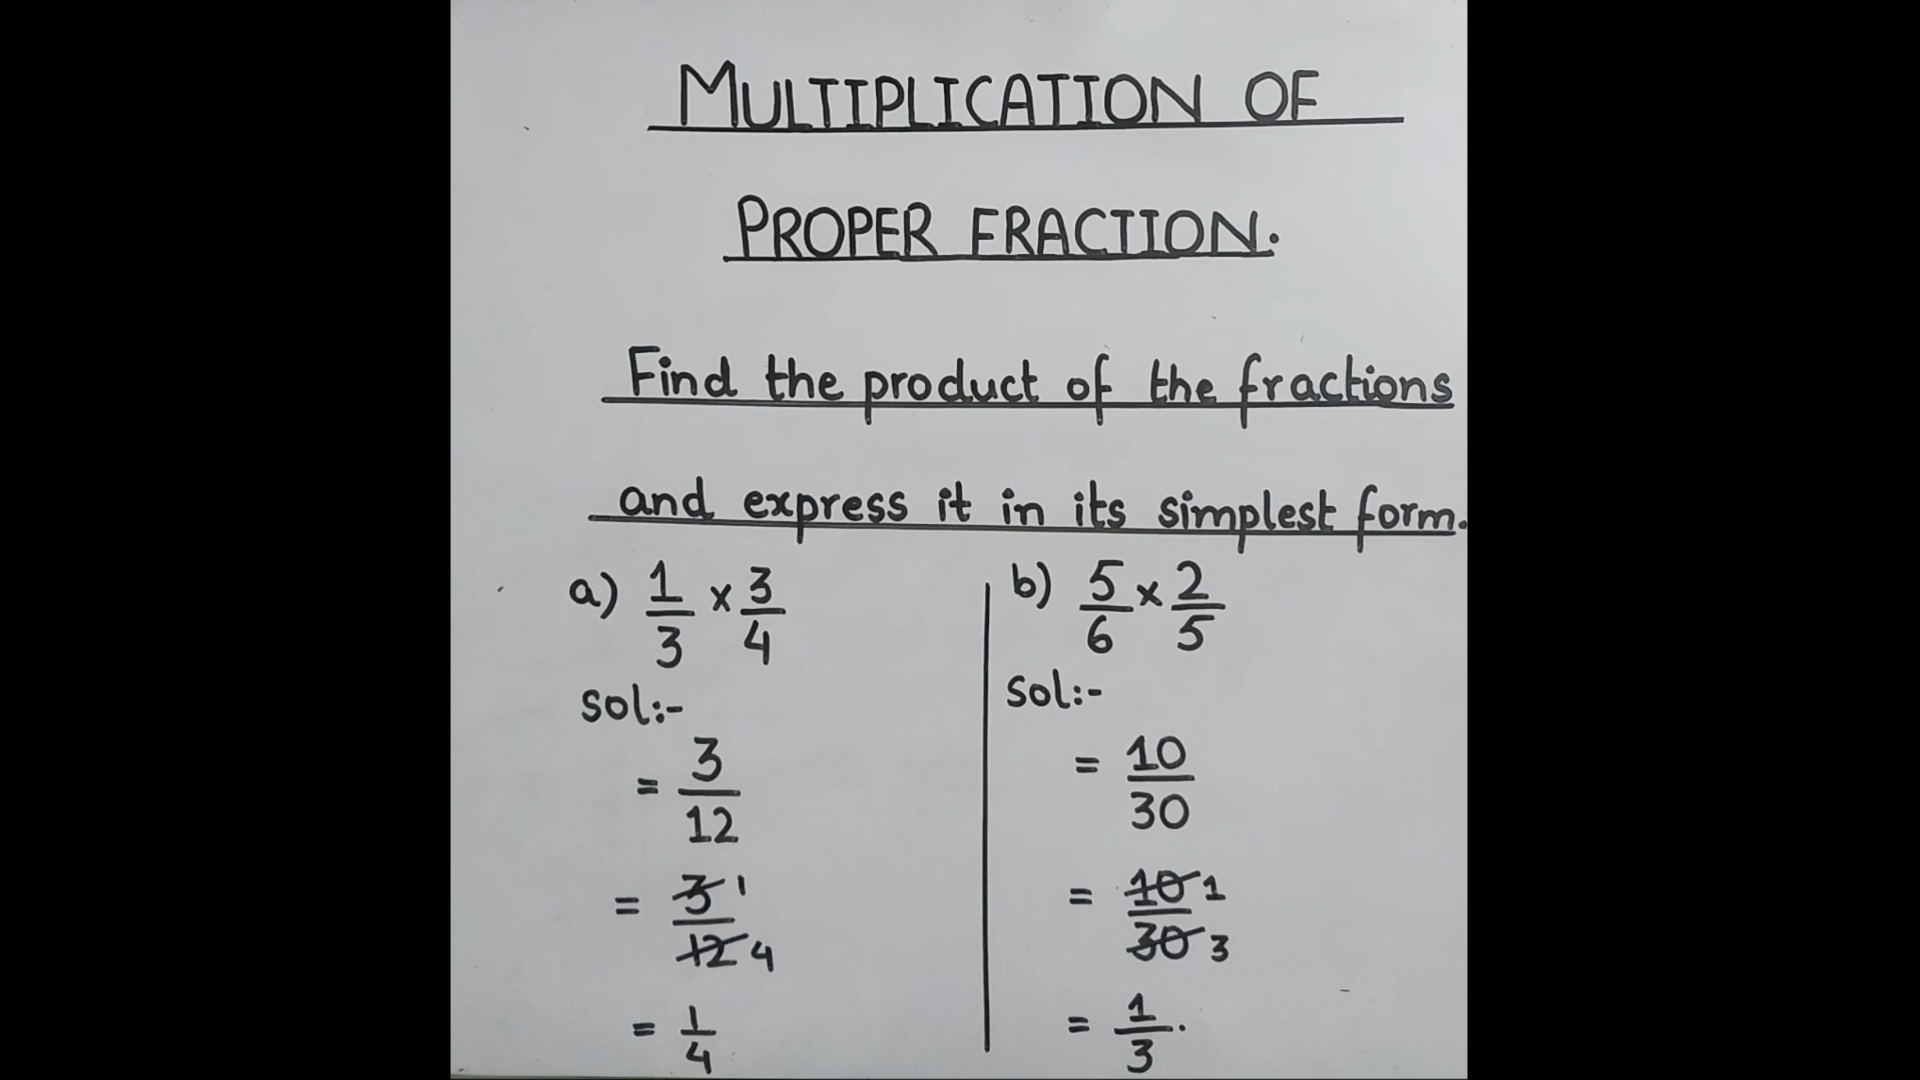 MULTIPLICATION OF
PROPER FRACTION.
Find the product of the fractions
and express it in its simplest form.
a) 1/3 x 3/4
sol:-
= 3/12
= 3 1/12 4
= 1/4
b) 5/6 x 2/5
sol:-
= 10/30
= 10 1/30 3
= 1/3.